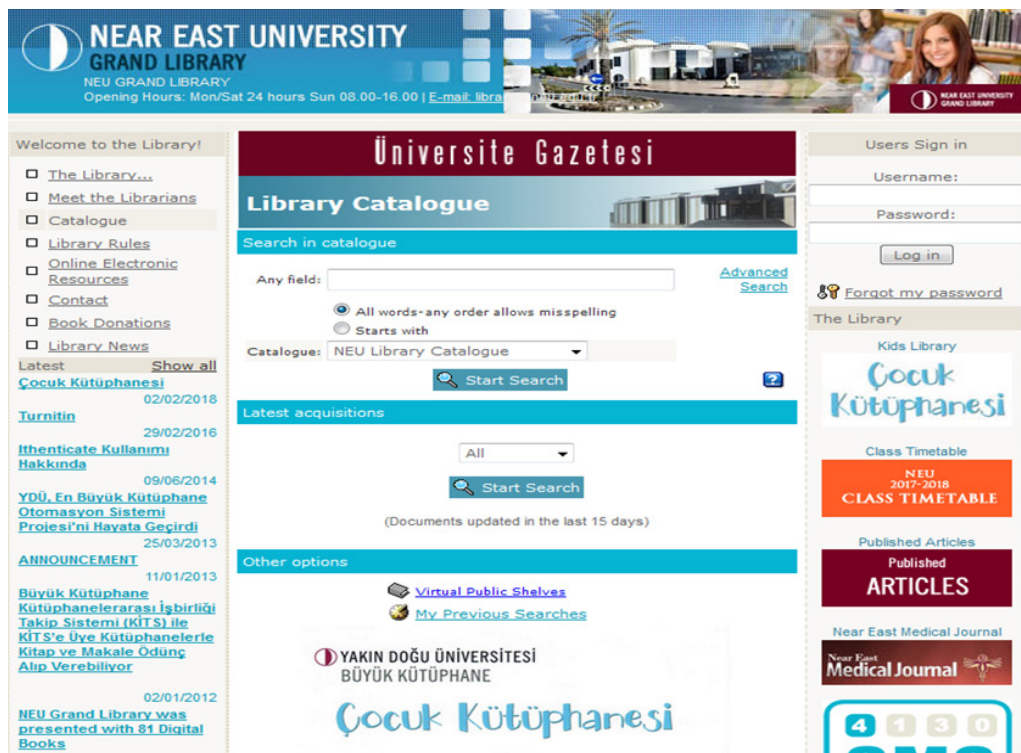 NEAR EAST UNIVERSITY
GRAND LIBRARY
NEU GRAND LIBRARY
Opening Hours: Mon/Sat 24 hours Sun 08.00-16.00 | E-mail: libra
NEAR EAST UNIVERSITY
GRAND LIBRARY
Welcome to the Library!
The Library...
Meet the Librarians
Catalogue
Library Rules
Online Electronic
Resources
Contact
Book Donations
Library News
Latest Show all
Çocuk Kütüphanesi
02/02/2018
Turnitin
29/02/2016
Ithenticate Kullanımı
Hakkında
09/06/2014
YDÜ, En Büyük Kütüphane
Otomasyon Sistemi
Projesi'ni Hayata Geçirdi
25/03/2013
ANNOUNCEMENT
11/01/2013
Büyük Kütüphane
Kütüphanelerarası İşbirliği
Takip Sistemi (KİTS) ile
KİTS'e Üye Kütüphanelerle
Kitap ve Makale Ödünç
Alıp Verebiliyor
02/01/2012
NEU Grand Library was
presented with 81 Digital
Books
Üniversite Gazetesi
Library Catalogue
Search in catalogue
Any field:
Advanced
Search
All words-any order allows misspelling
Starts with
Catalogue: NEU Library Catalogue
Start Search
?
Latest acquisitions
All
Start Search
(Documents updated in the last 15 days)
Other options
Virtual Public Shelves
My Previous Searches
YAKIN DOĞU ÜNİVERSİTESİ
BÜYÜK KÜTÜPHANE
Çocuk Kütüphanesi
Users Sign in
Username:
Password:
Log in
Forgot my password
The Library
Kids Library
Çocuk
Kütüphanesi
Class Timetable
NEU
2017-2018
CLASS TIMETABLE
Published Articles
Published
ARTICLES
Near East Medical Journal
Near East
Medical Journal
4 1 3 0